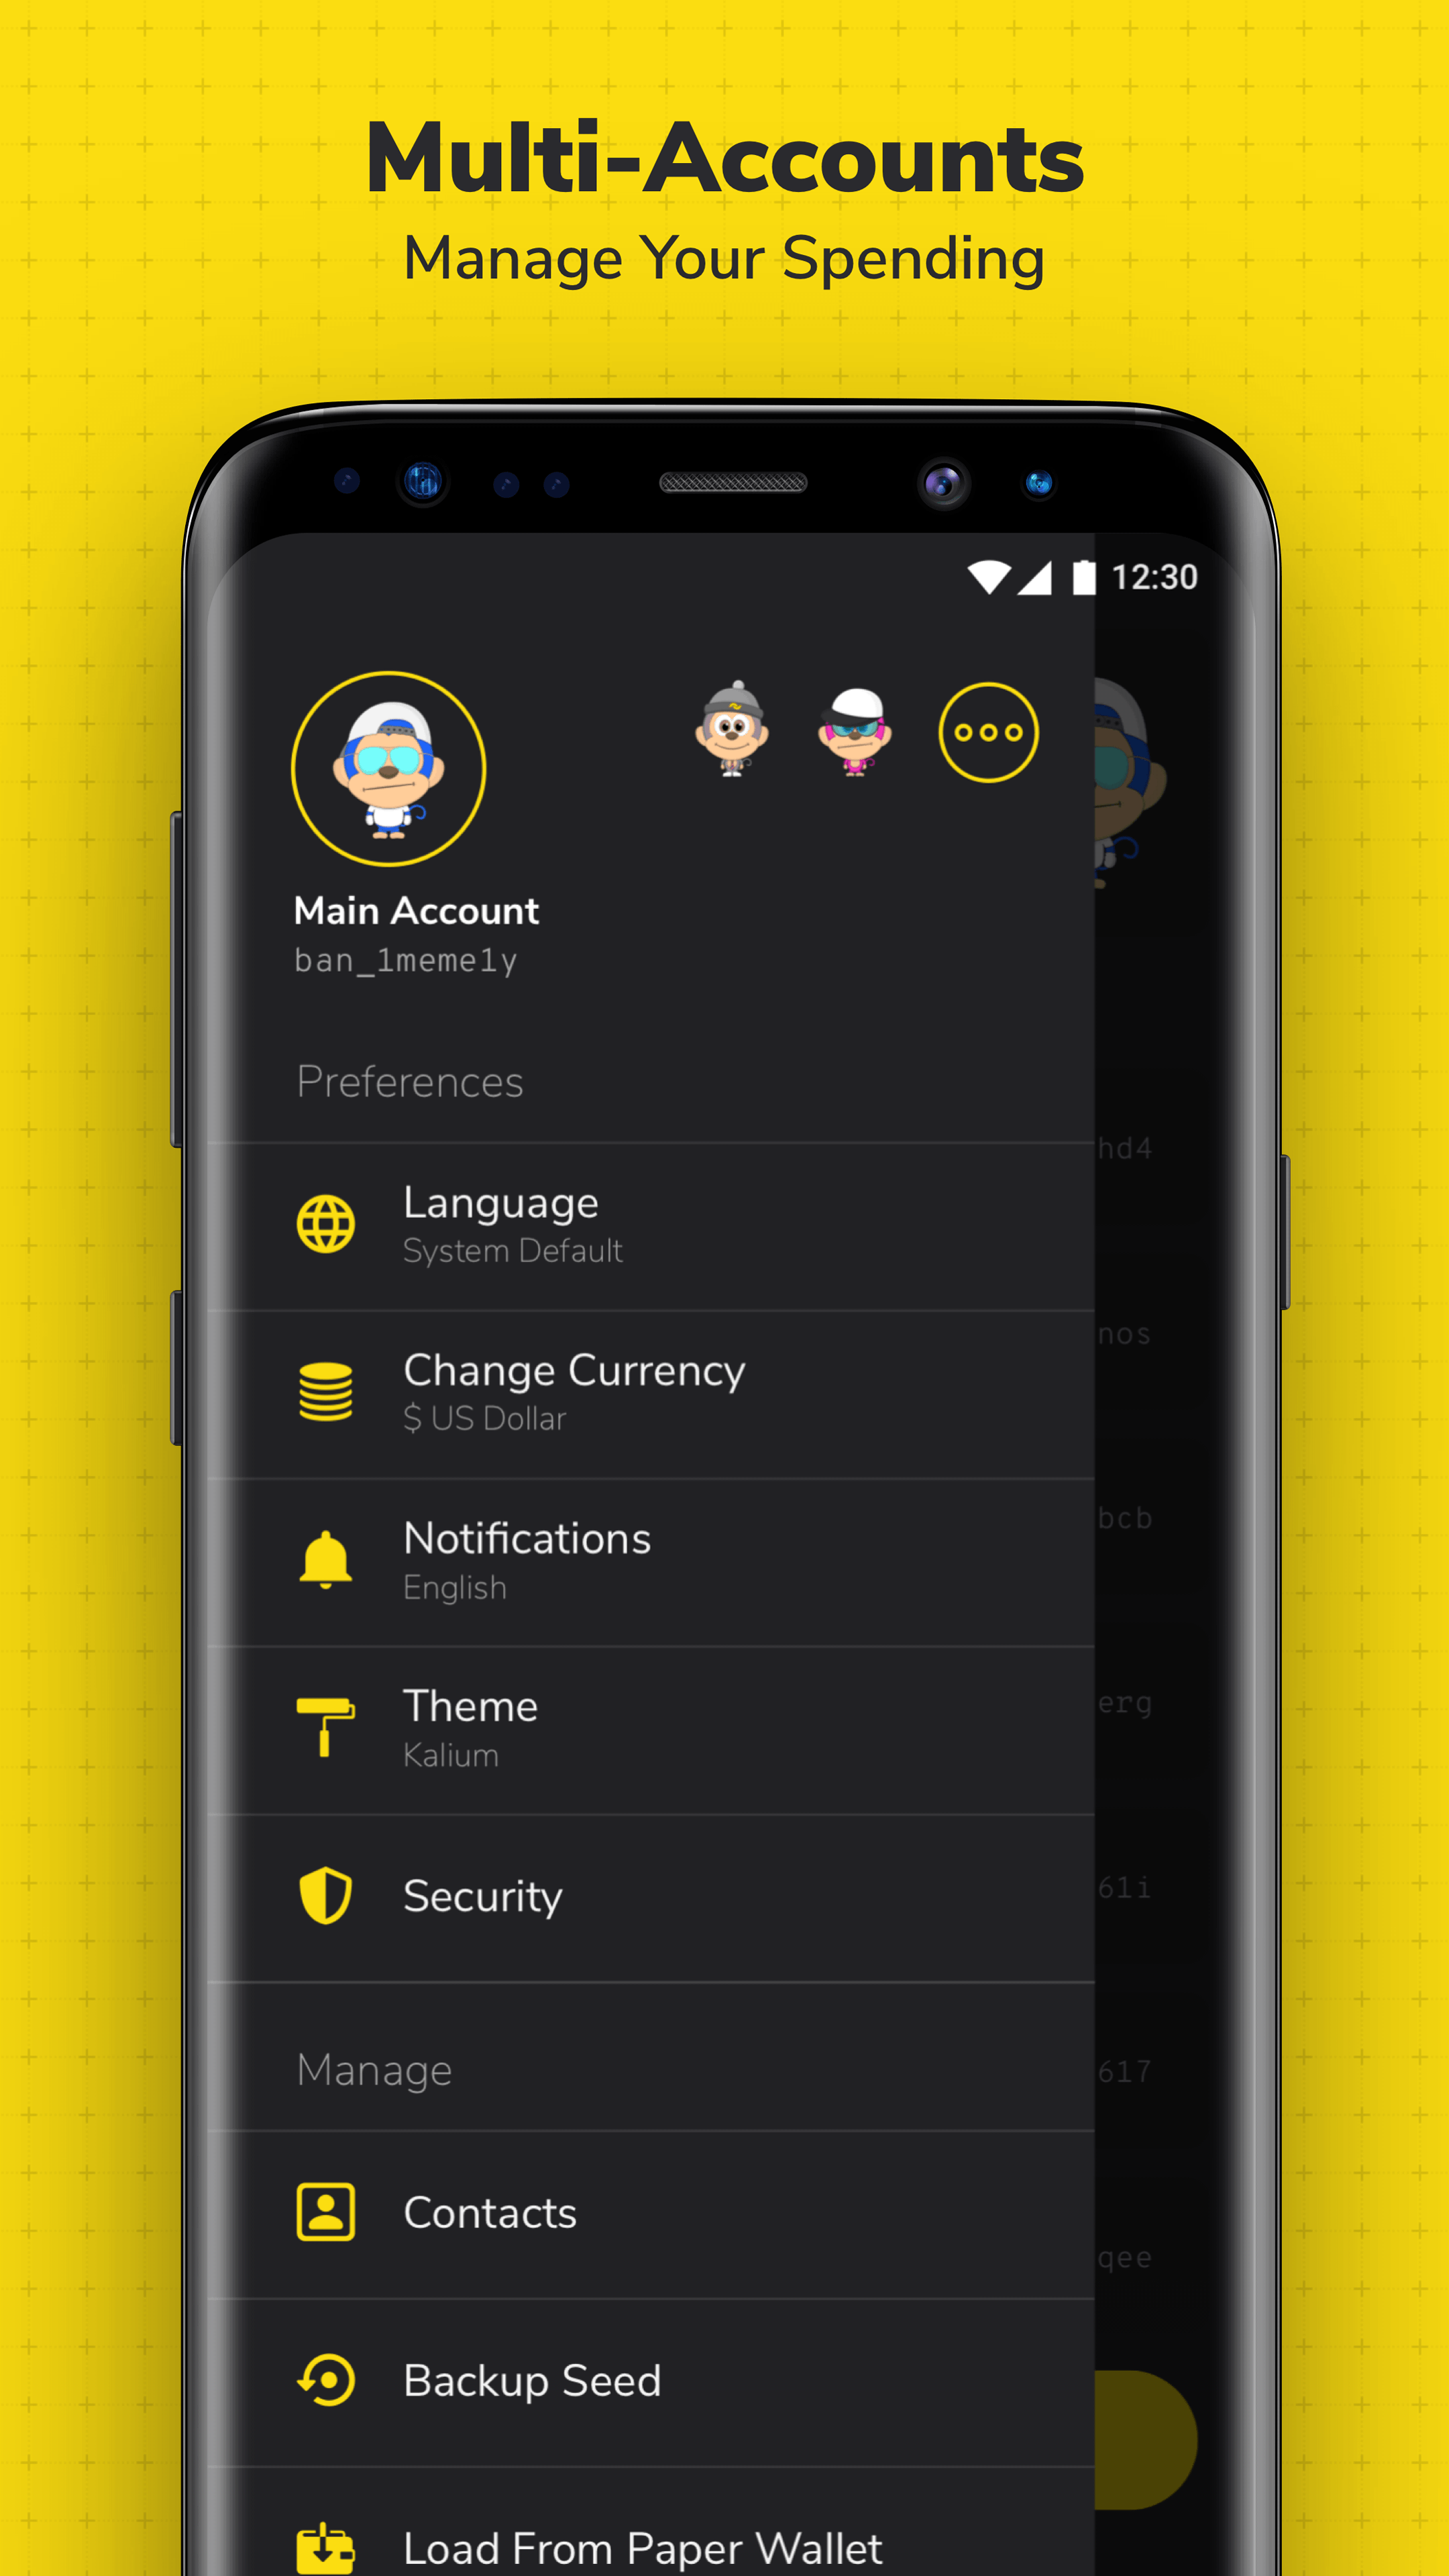 Multi-Accounts
Manage Your Spending
12:30
Main Account
ban_1meme1y
Preferences
Language
System Default
hd4
Change Currency
$ US Dollar
nos
Notifications
English
bcb
Theme
Kalium
erg
Security
61i
Manage
617
Contacts
qee
Backup Seed
Load From Paper Wallet